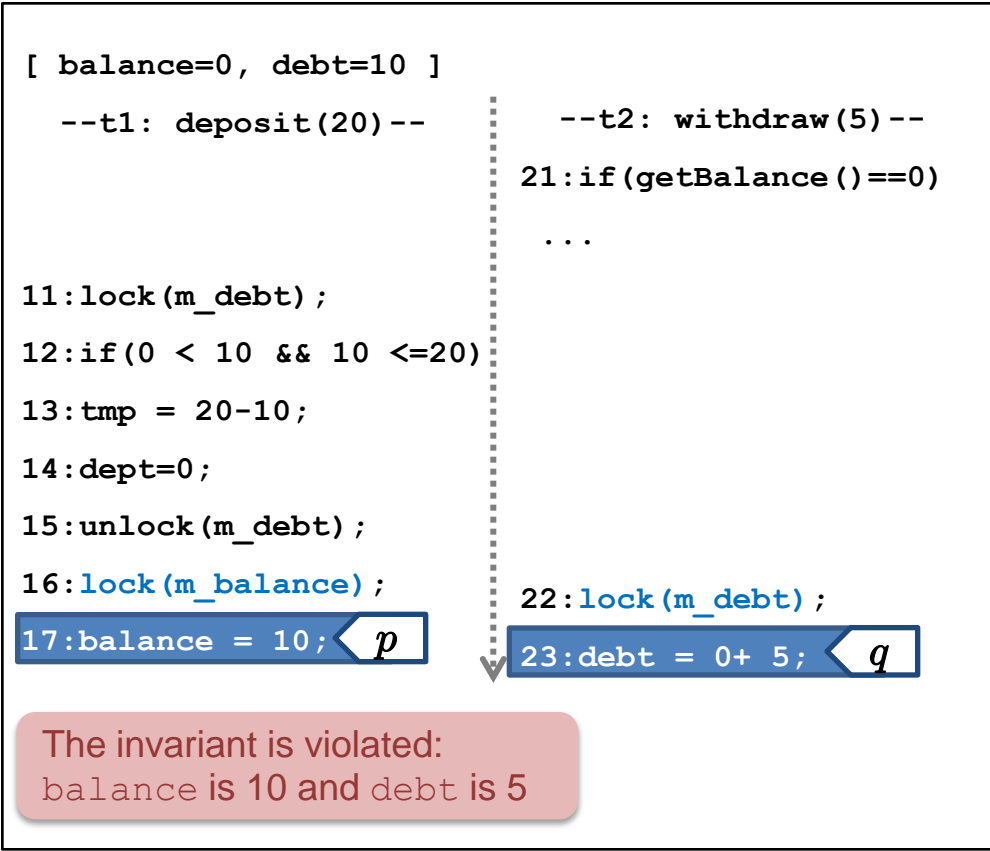 [ balance=0, debt=10 ]
--t1: deposit(20)--
--t2: withdraw(5)--
21:if(getBalance()==0)
...
11:lock(m_debt);
12:if(0 < 10 && 10 <=20)
13:tmp = 20-10;
14:dept=0;
15:unlock(m_debt);
16:lock(m_balance);
22:lock(m_debt);
17:balance = 10; p
23:debt = 0+ 5; q
The invariant is violated:
balance is 10 and debt is 5